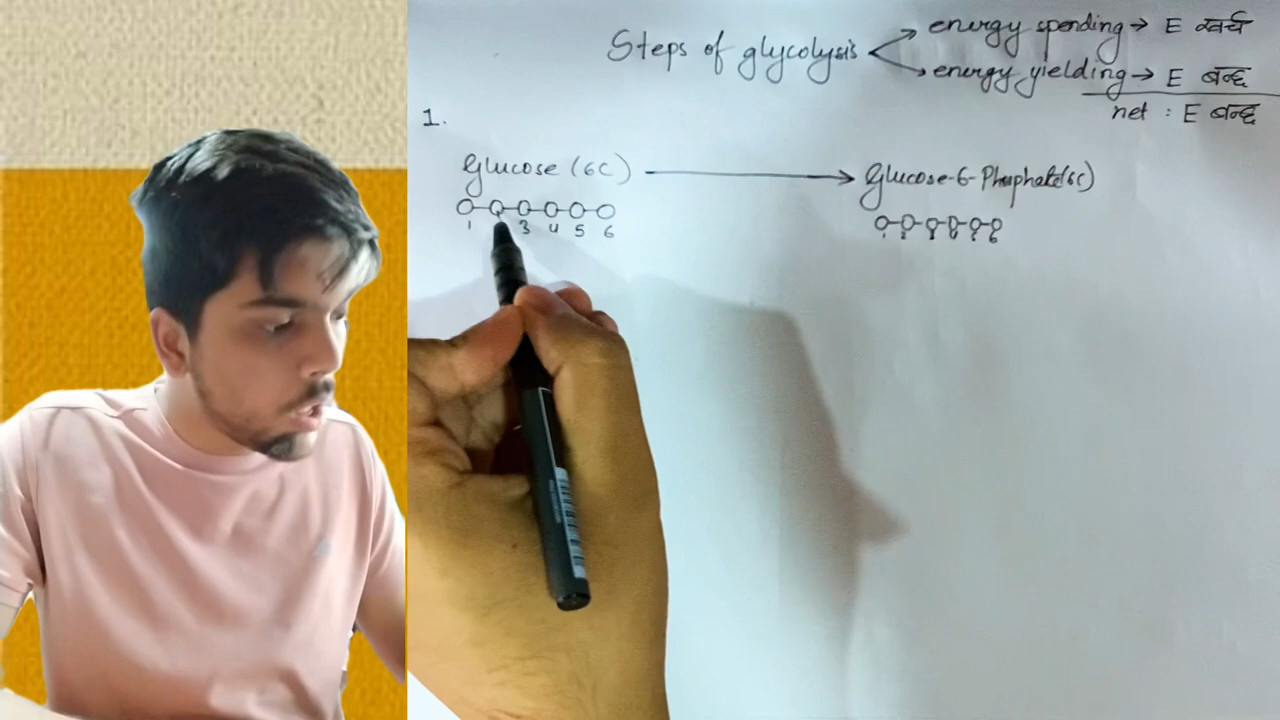 Steps of glycolysis
energy spending → E खर्च
energy yielding → E बन्छ
net : E बन्छ
1.
Glucose (6C) → Glucose-6-Phosphate(6C)
1 3 4 5 6